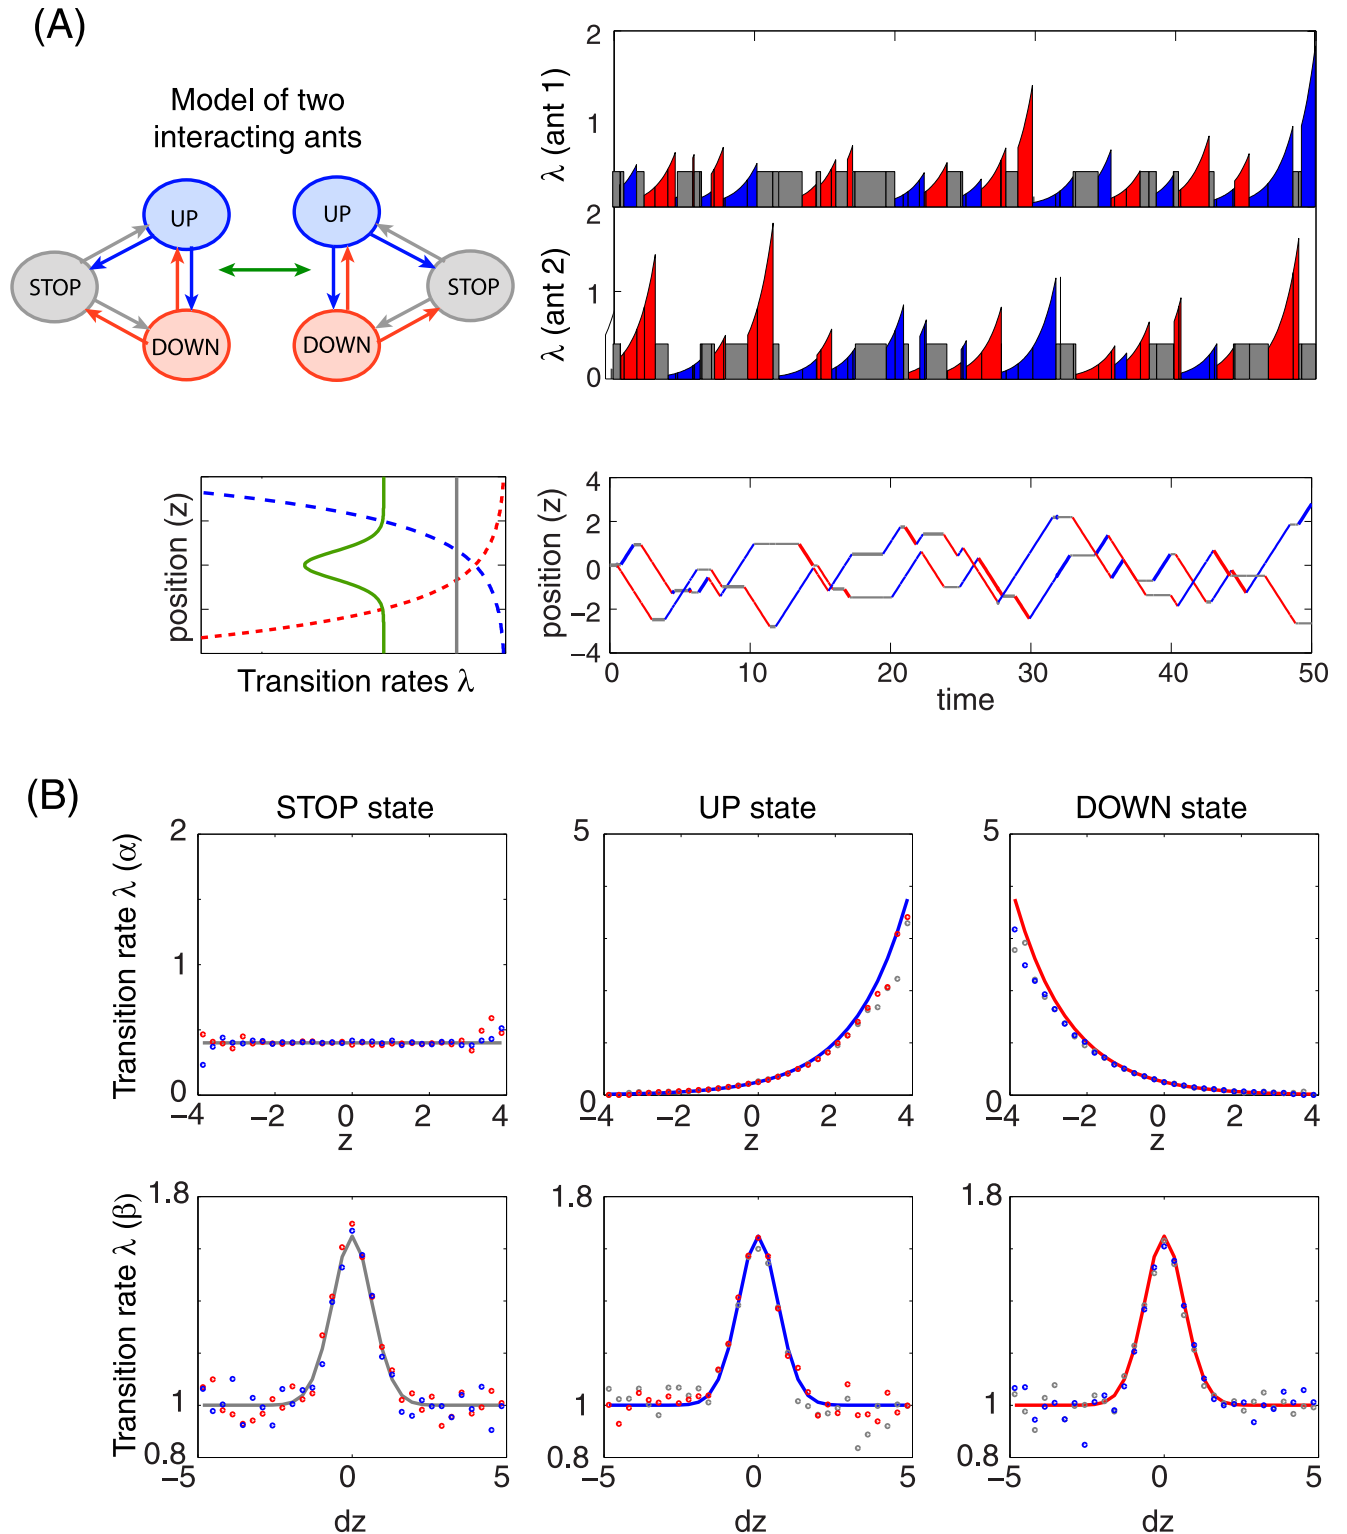 (A)
Model of two
interacting ants
UP
UP
STOP
STOP
DOWN
DOWN
2
1
λ (ant 1)
2
1
0
λ (ant 2)
position (z)
Transition rates λ
4
2
0
−2
−4
position (z)
0
10
20
30
40
50
time
(B)
STOP state
UP state
DOWN state
Transition rate λ (α)
2
1
0
−4
−2
0
2
4
z
5
0
−2
0
2
4
z
5
0
−4
−2
0
2
4
z
Transition rate λ (β)
1.8
1
0.8
−5
0
5
dz
1.8
1
0.8
−5
0
5
dz
1.8
1
0.8
−5
0
5
dz